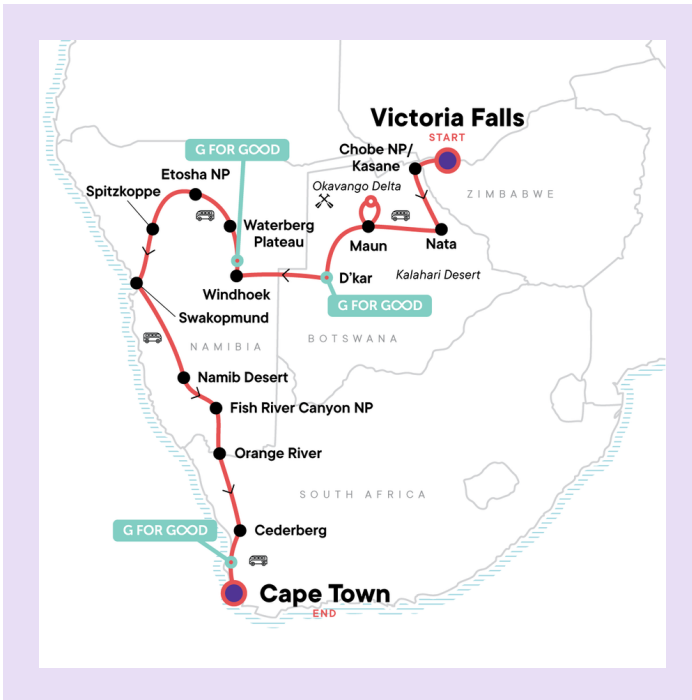 Victoria Falls
START
Chobe NP/
Kasane
G FOR GOOD
Etosha NP
Okavango Delta
Spitzkoppe
ZIMBABWE
Waterberg
Plateau
Maun
Nata
D'kar
Kalahari Desert
Windhoek
G FOR GOOD
Swakopmund
NAMIBIA
BOTSWANA
Namib Desert
Fish River Canyon NP
Orange River
SOUTH AFRICA
G FOR GOOD
Cederberg
Cape Town
END